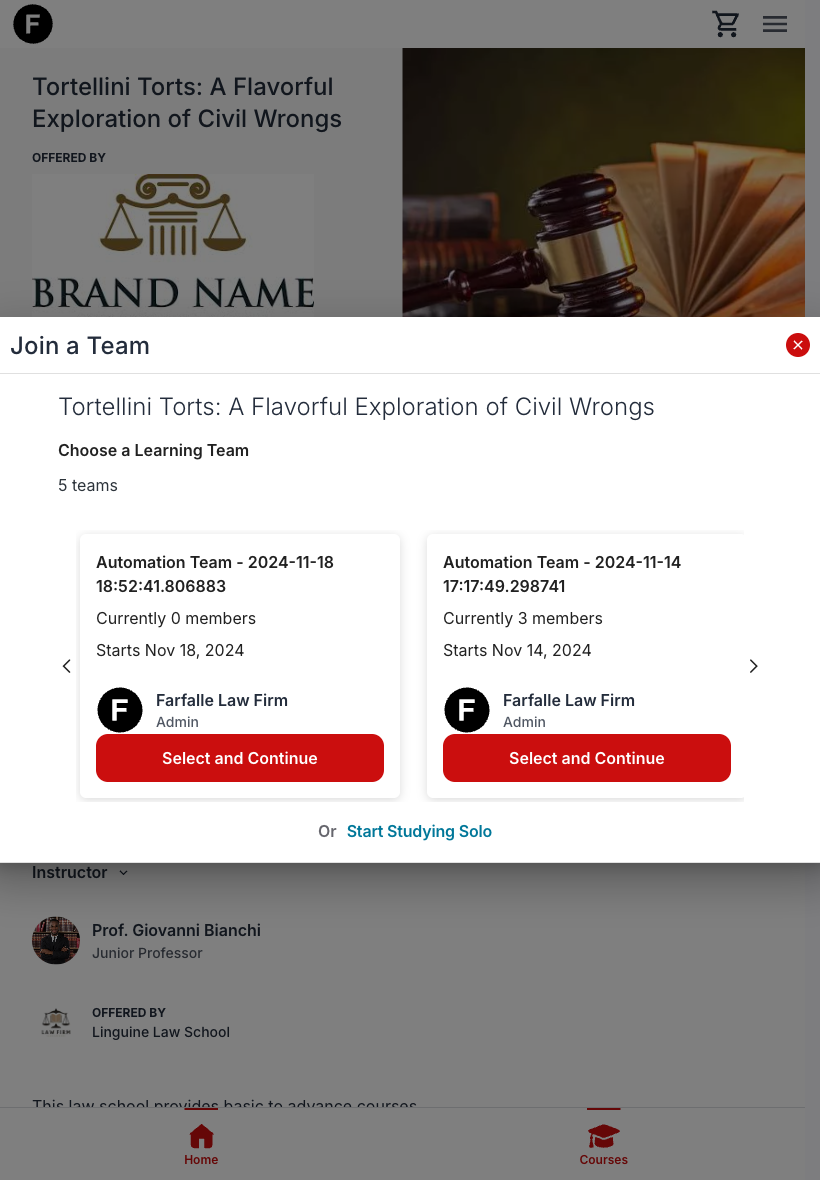 F
Tortellini Torts: A Flavorful
Exploration of Civil Wrongs
OFFERED BY
BRAND NAME
Join a Team
Tortellini Torts: A Flavorful Exploration of Civil Wrongs
Choose a Learning Team
5 teams
Automation Team - 2024-11-18
18:52:41.806883
Currently 0 members
Starts Nov 18, 2024
F
Farfalle Law Firm
Admin
Select and Continue
Automation Team - 2024-11-14
17:17:49.298741
Currently 3 members
Starts Nov 14, 2024
F
Farfalle Law Firm
Admin
Select and Continue
Or Start Studying Solo
Instructor
Prof. Giovanni Bianchi
Junior Professor
LAW FIRM
OFFERED BY
Linguine Law School
This law school provides basic to advance courses
Home
Courses